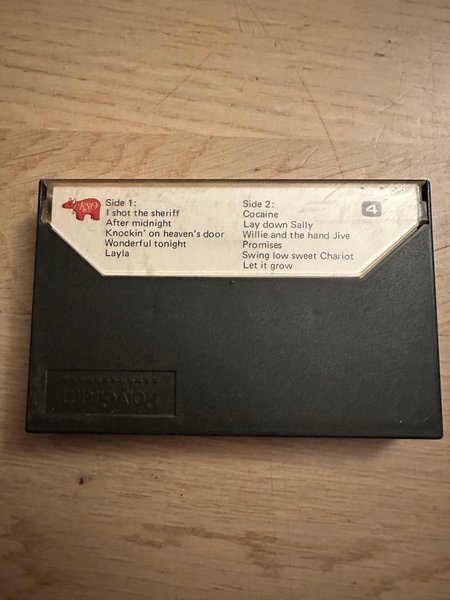 RSO
Side 1:
I shot the sheriff
After midnight
Knockin' on heaven's door
Wonderful tonight
Layla
Side 2:
Cocaine
Lay down Sally
Willie and the hand Jive
Promises
Swing low sweet Chariot
Let it grow
4
PolyGram